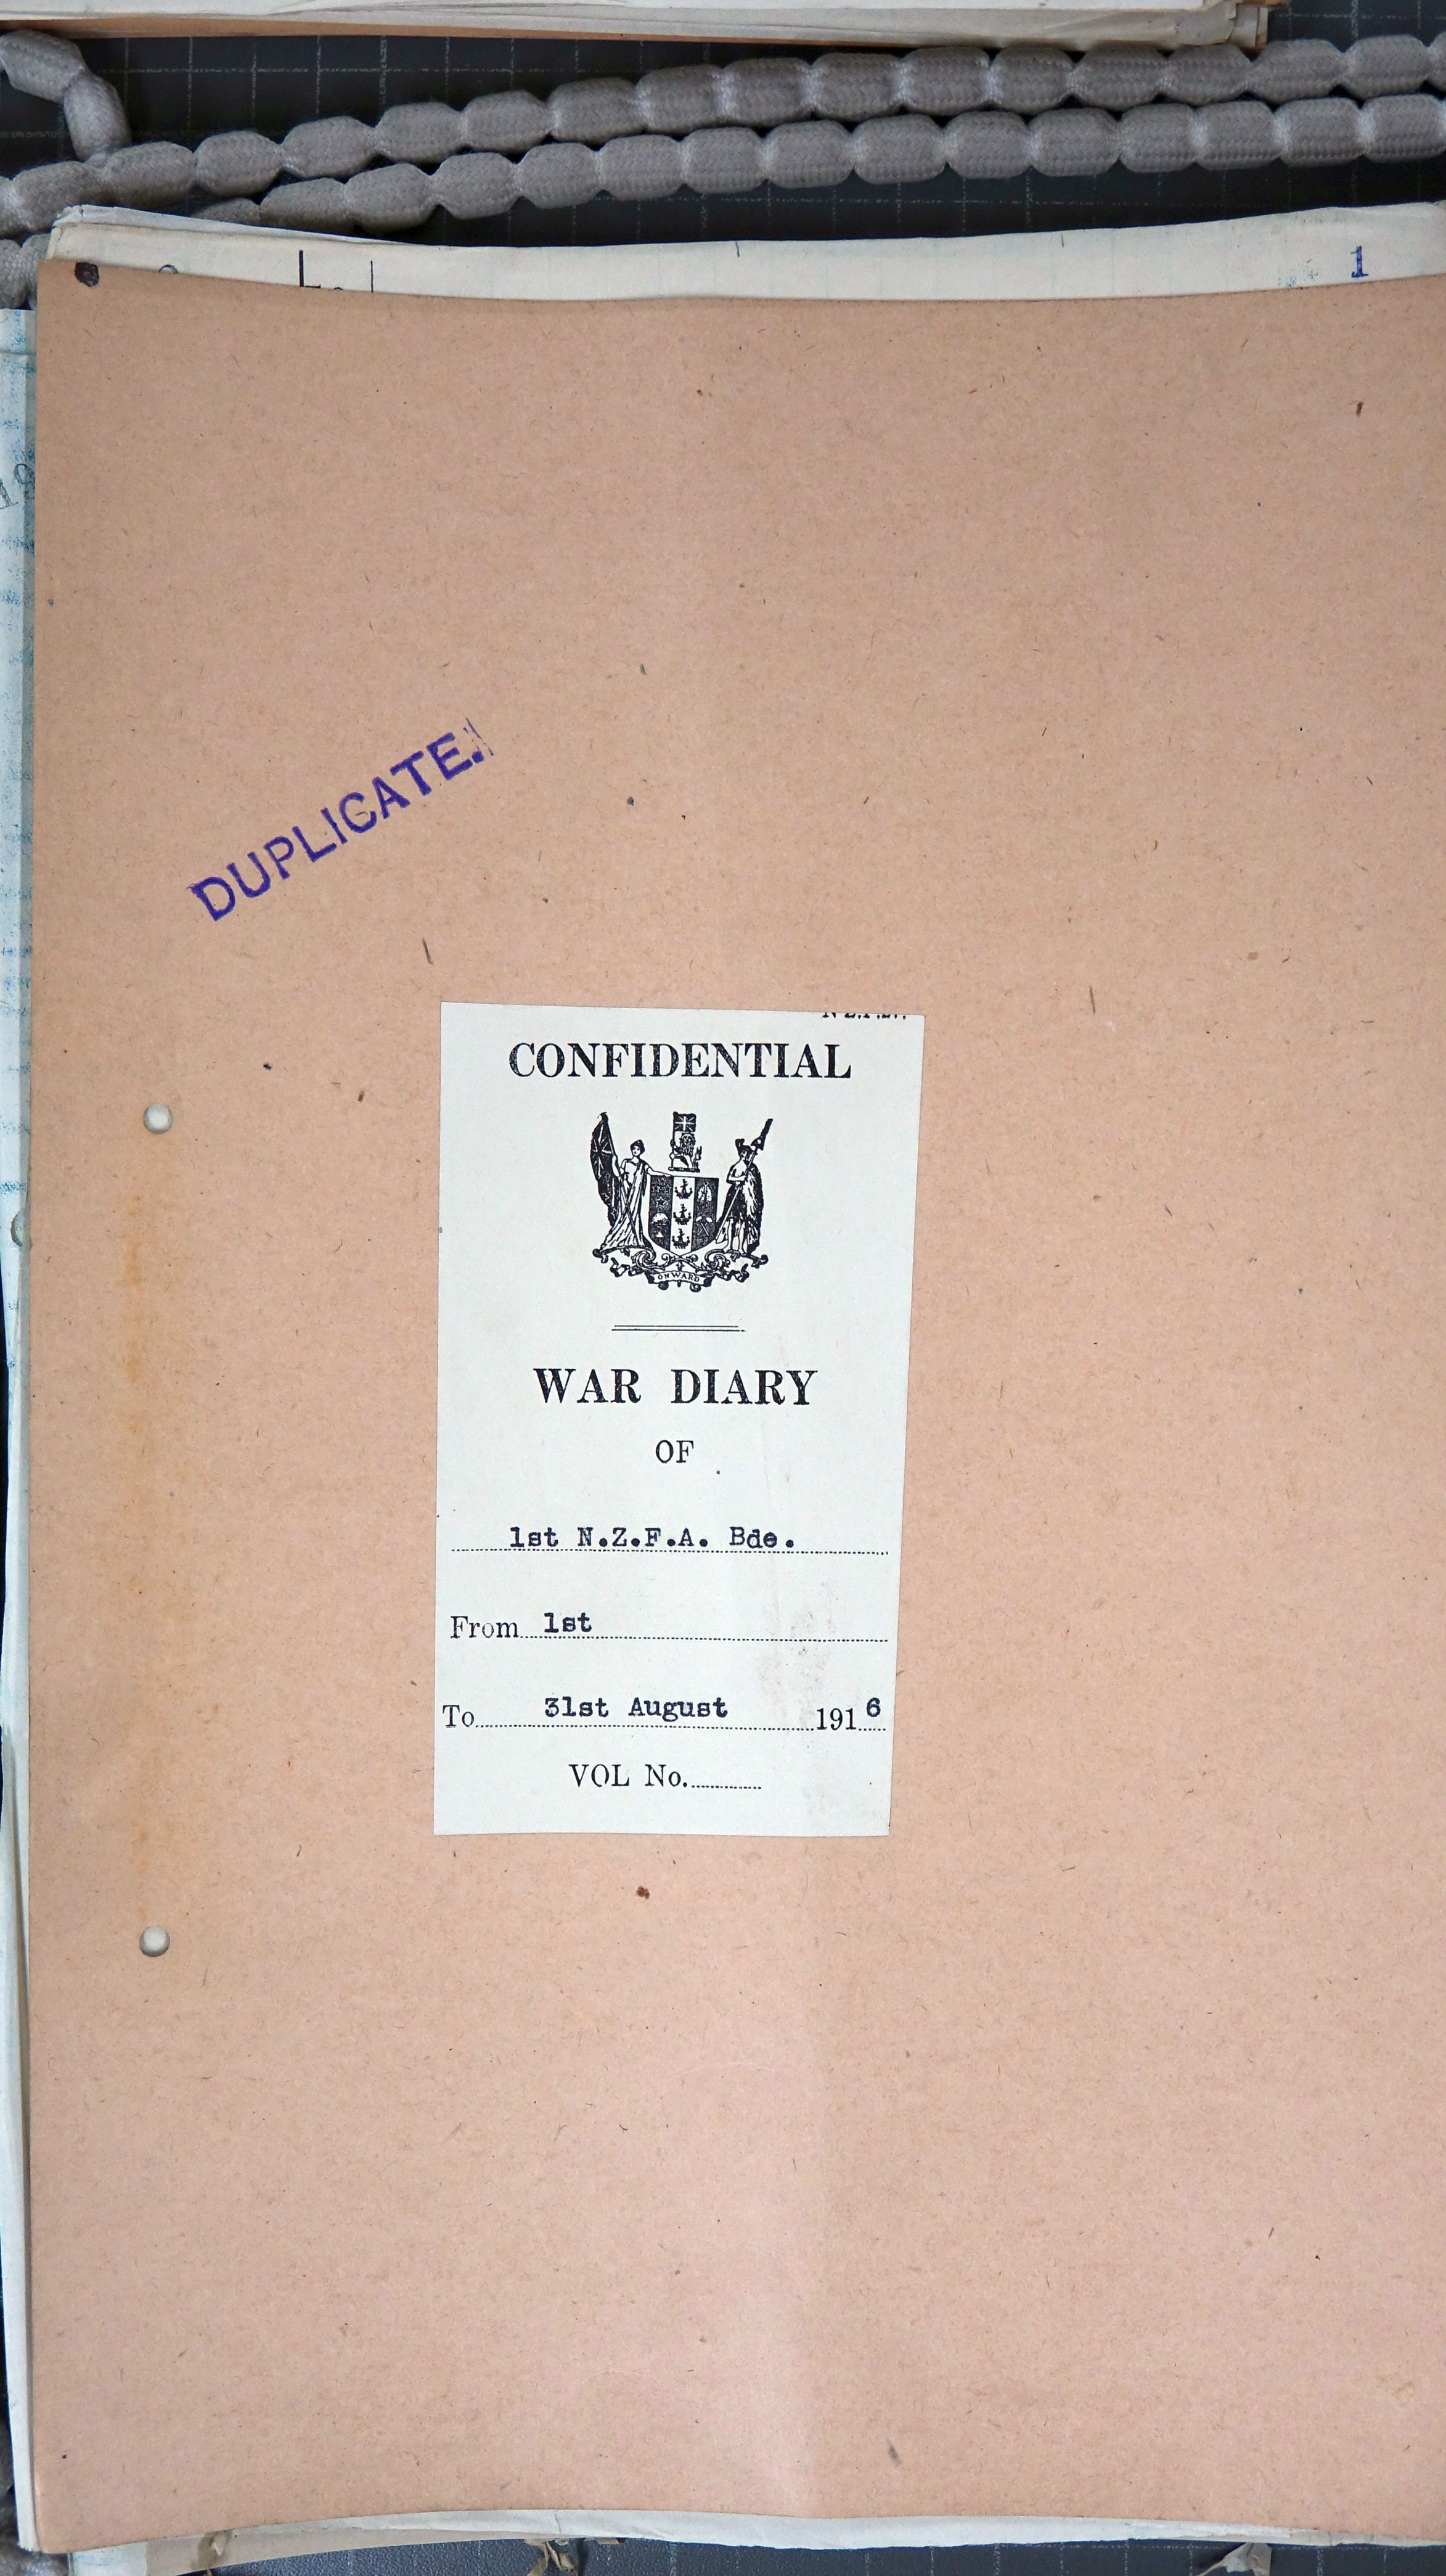 1
DUPLICATE.
N.Z.F.A.
CONFIDENTIAL
ONWARD
WAR DIARY
OF
1st N.Z.F.A. Bde.
From 1st
To 31st August 1916
VOL No.